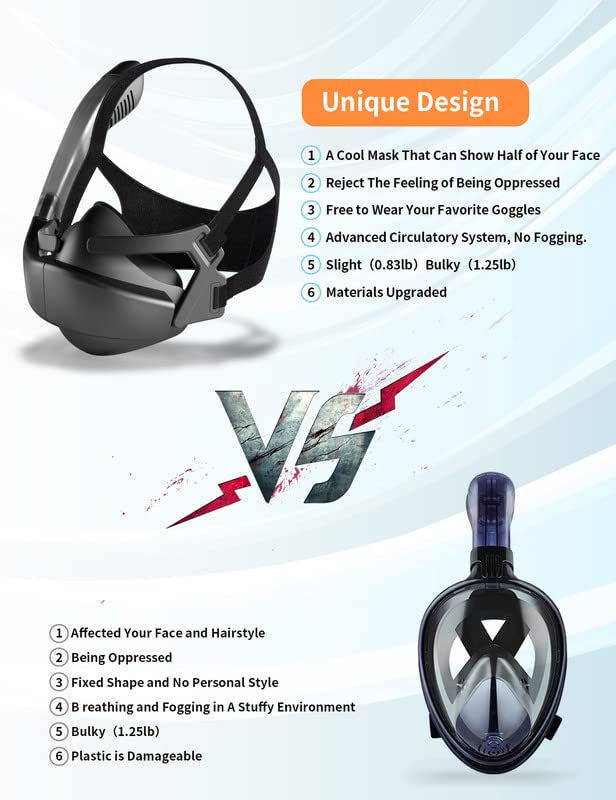 Unique Design
1 A Cool Mask That Can Show Half of Your Face
2 Reject The Feeling of Being Oppressed
3 Free to Wear Your Favorite Goggles
4 Advanced Circulatory System, No Fogging.
5 Slight（0.83lb）Bulky（1.25lb）
6 Materials Upgraded
VS
1 Affected Your Face and Hairstyle
2 Being Oppressed
3 Fixed Shape and No Personal Style
4 B reathing and Fogging in A Stuffy Environment
5 Bulky（1.25lb）
6 Plastic is Damageable